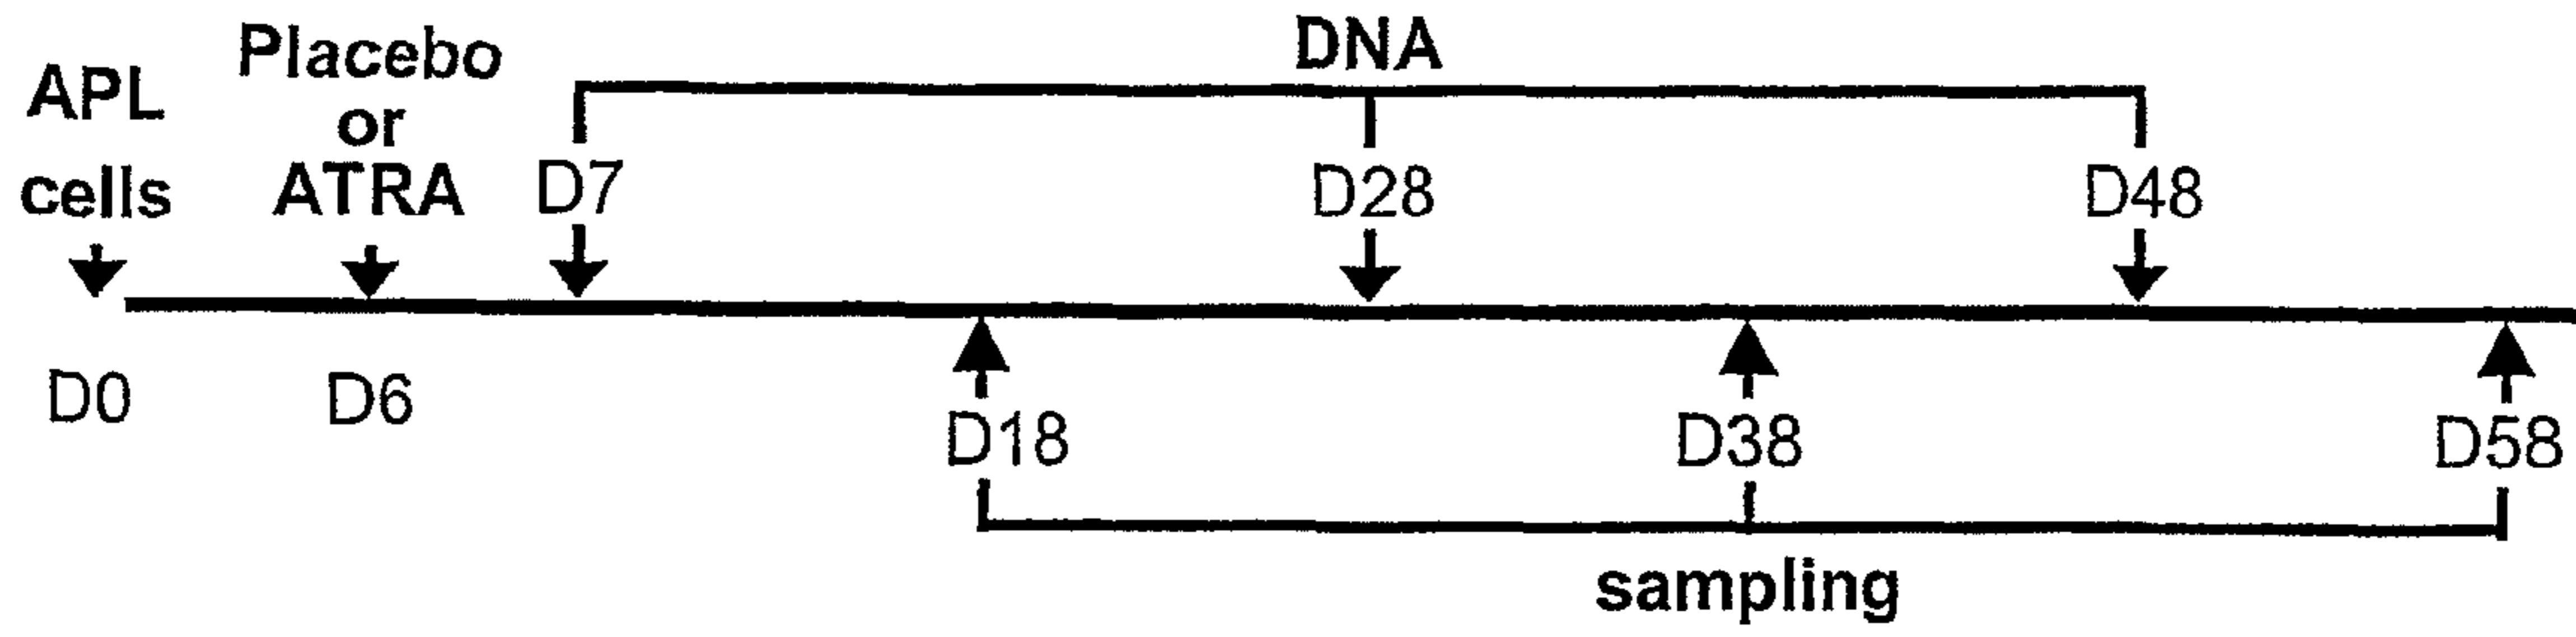 APL
cells
Placebo
or
ATRA
DNA
D7
D28
D48
D0
D6
D18
D38
D58
sampling